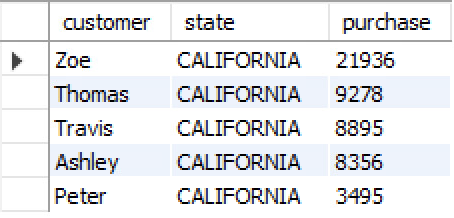 customer state purchase
Zoe CALIFORNIA 21936
Thomas CALIFORNIA 9278
Travis CALIFORNIA 8895
Ashley CALIFORNIA 8356
Peter CALIFORNIA 3495